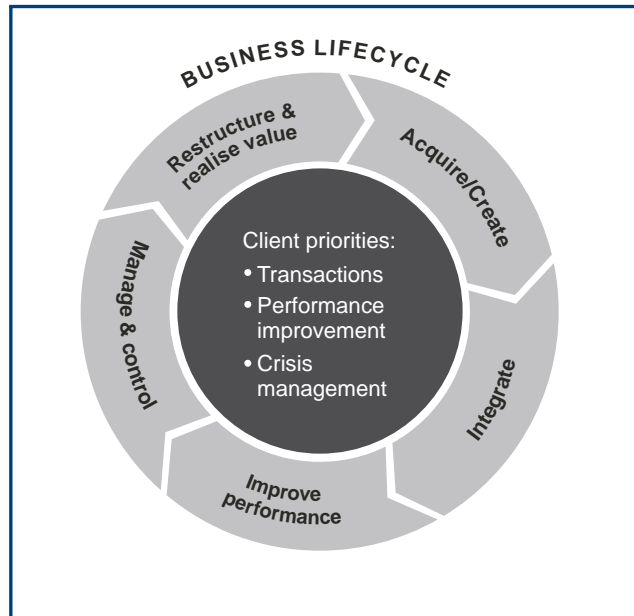 BUSINESS LIFECYCLE
Restructure &
realise value
Acquire/Create
Integrate
Improve
performance
Manage & control
Client priorities:
• Transactions
• Performance
improvement
• Crisis
management